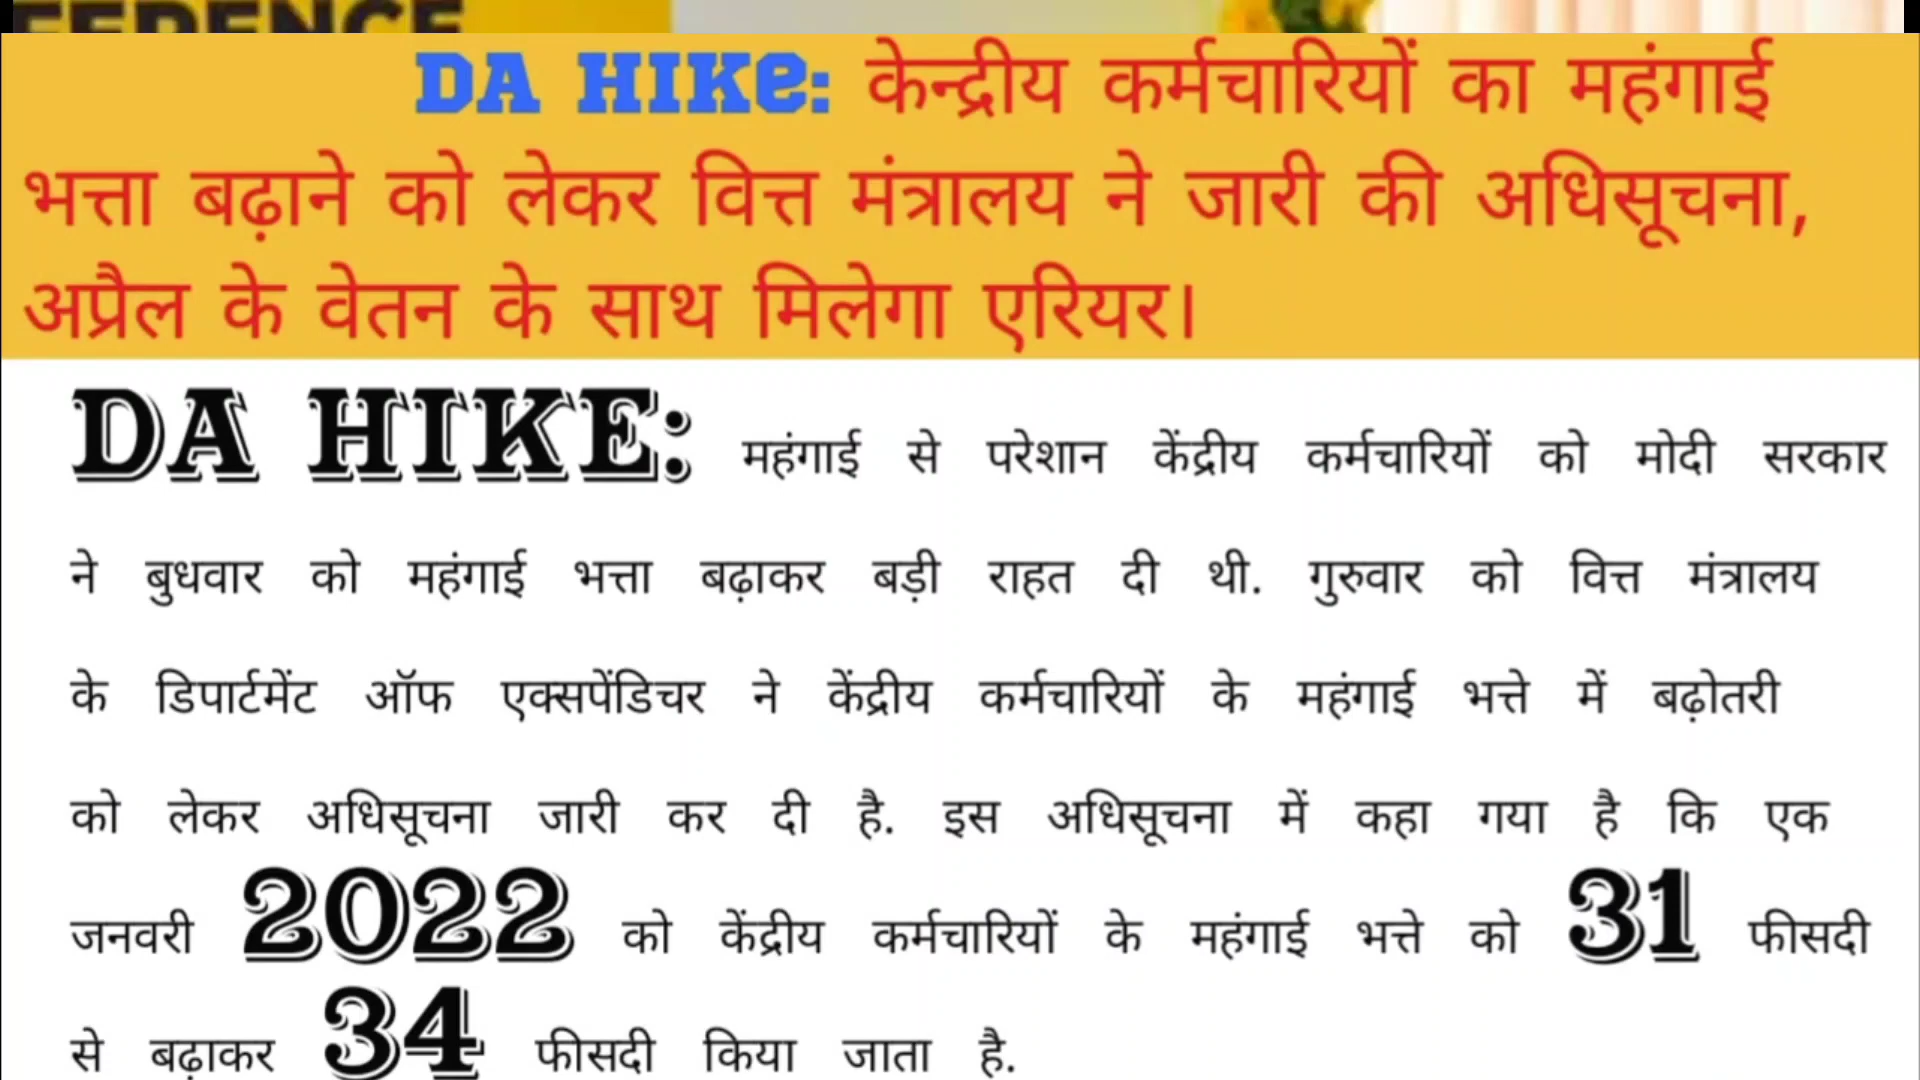 DA HIKE: केन्द्रीय कर्मचारियों का महंगाई
भत्ता बढ़ाने को लेकर वित्त मंत्रालय ने जारी की अधिसूचना,
अप्रैल के वेतन के साथ मिलेगा एरियर।
DA HIKE: महंगाई से परेशान केंद्रीय कर्मचारियों को मोदी सरकार
ने बुधवार को महंगाई भत्ता बढ़ाकर बड़ी राहत दी थी. गुरुवार को वित्त मंत्रालय
के डिपार्टमेंट ऑफ एक्सपेंडिचर ने केंद्रीय कर्मचारियों के महंगाई भत्ते में बढ़ोतरी
को लेकर अधिसूचना जारी कर दी है. इस अधिसूचना में कहा गया है कि एक
जनवरी 2022 को केंद्रीय कर्मचारियों के महंगाई भत्ते को 31 फीसदी
से बढ़ाकर 34 फीसदी किया जाता है.